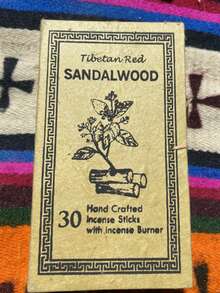 Tibetan Red
SANDALWOOD
30 Hand Crafted
Incense Sticks
with incense Burner